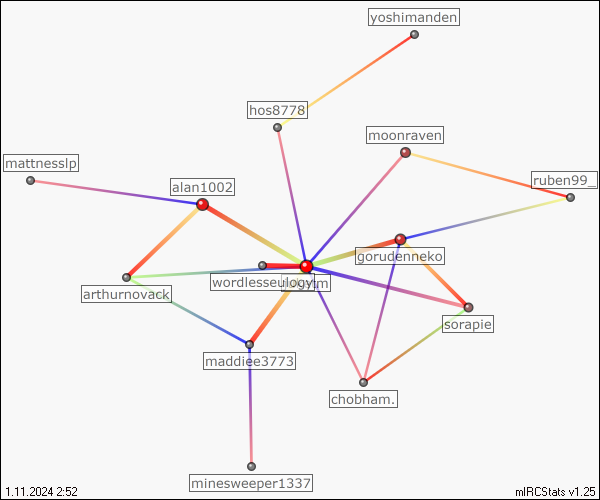 yoshimanden
hos8778
moonraven
mattnesslp
ruben99_
alan1002
gorudenneko
wordlesseulogy
arthurnovack
sorapie
maddiee3773
chobham.
minesweeper1337
1.11.2024 2:52
mIRCStats v1.25